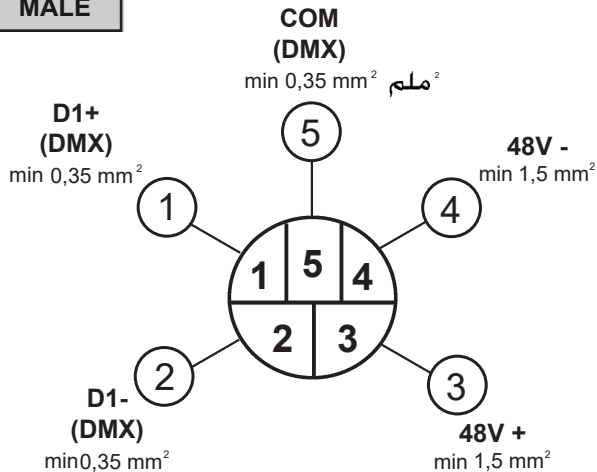 MALE
COM
(DMX)
min 0,35 mm² ملم²
5
D1+
(DMX)
min 0,35 mm²
1
48V -
min 1,5 mm²
4
1 5 4
2 3
2
D1-
(DMX)
min0,35 mm²
3
48V +
min 1,5 mm²